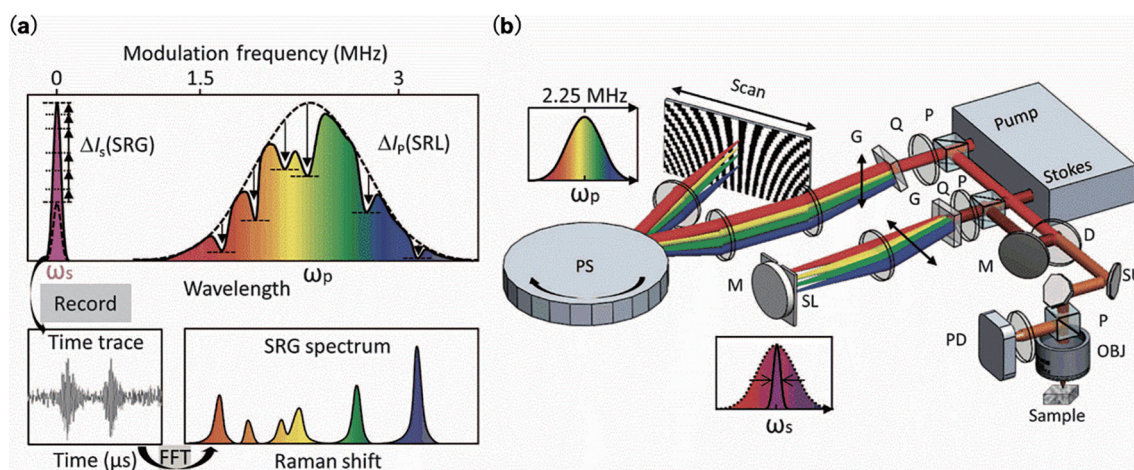 (a)
Modulation frequency (MHz)
0 1.5 3
ΔIs(SRG)
ΔIP(SRL)
ωs
ωp
Wavelength
Record
Time trace
SRG spectrum
Time (μs)
FFT
Raman shift
(b)
2.25 MHz
ωp
Scan
G
Q
P
Pump
Stokes
PS
G
Q
P
M
SL
M
D
P
PD
OBJ
Sample
ωs